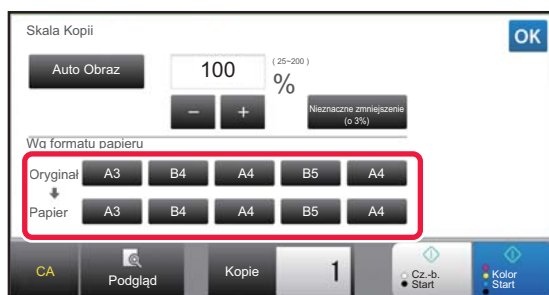 Skala Kopii
OK
Auto Obraz
100
( 25~200 )
%
−
+
Nieznaczne zmniejszenie
(o 3%)
Wg formatu papieru
Oryginał
A3 B4 A4 B5 A4
Papier
A3 B4 A4 B5 A4
CA
Podgląd
Kopie
1
Cz.-b.
Start
Kolor
Start